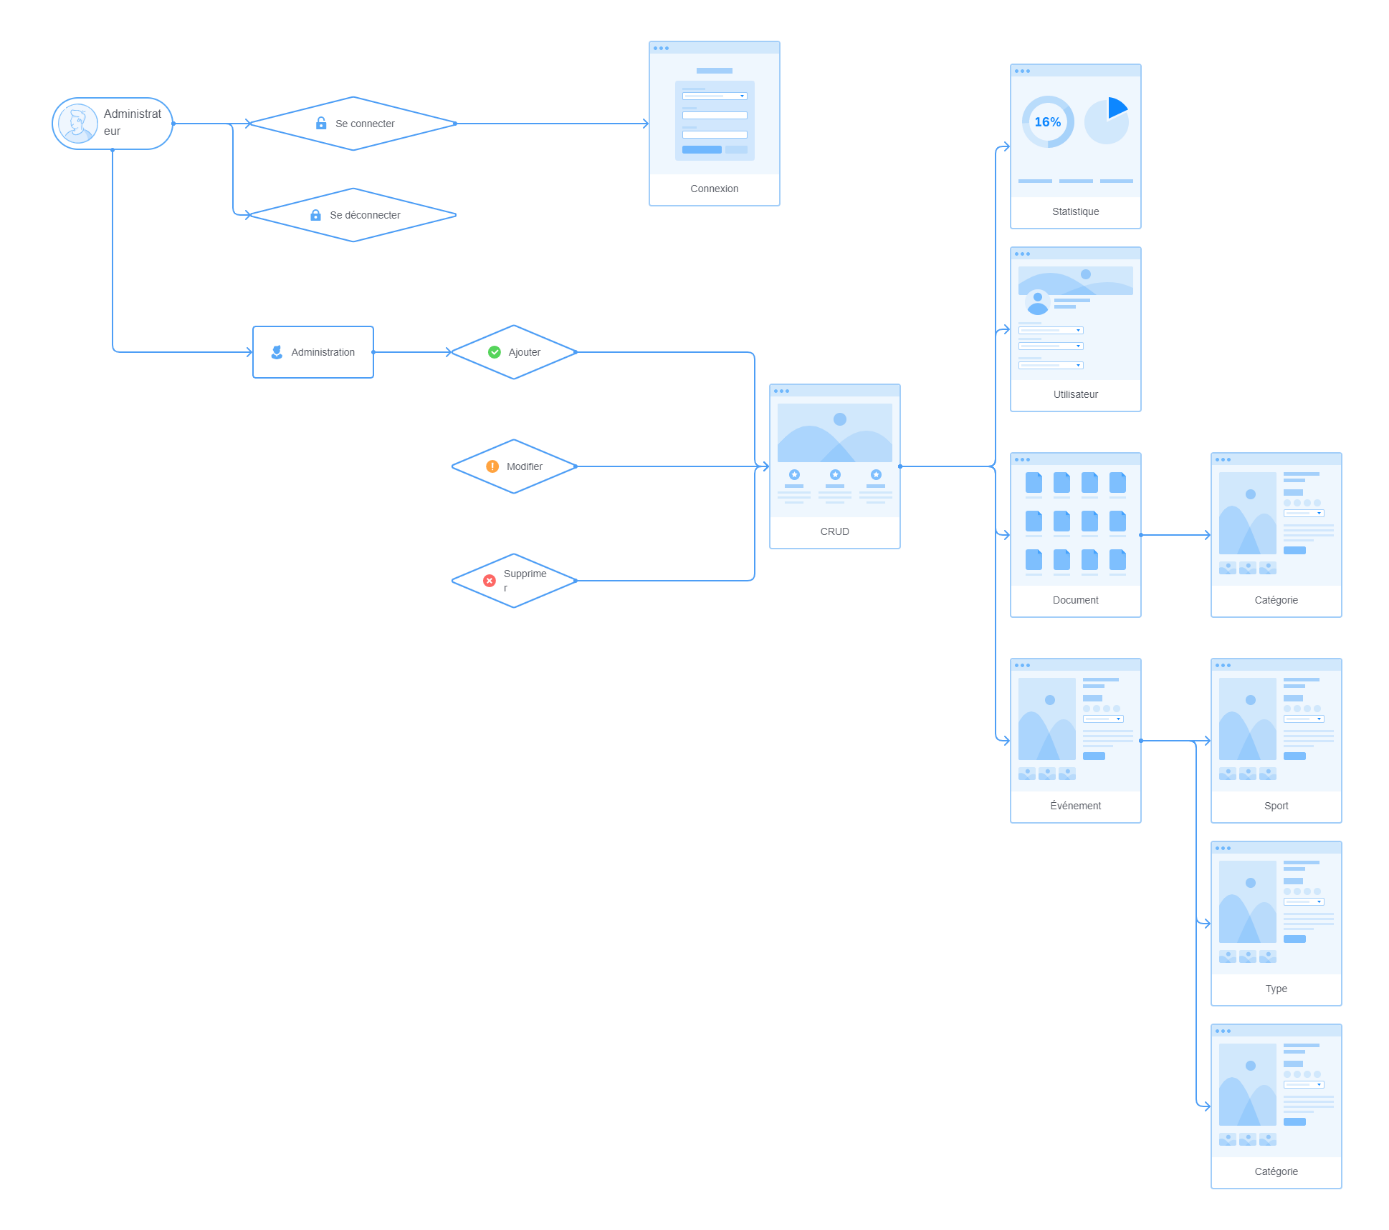 Administrat
eur
Se connecter
Se déconnecter
Connexion
16%
Statistique
Utilisateur
Administration
Ajouter
Modifier
Supprime
r
CRUD
Document
Catégorie
Événement
Sport
Type
Catégorie